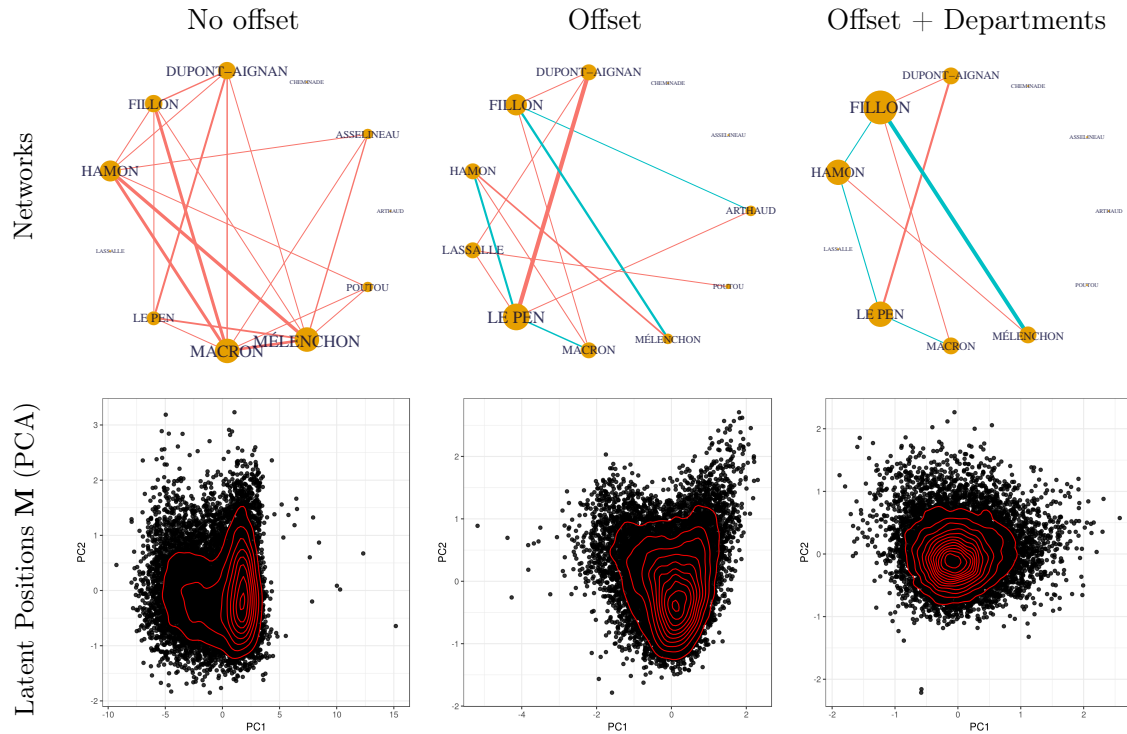 No offset
Offset
Offset + Departments
Networks
DUPONT−AIGNAN
CHEMINADE
FILLON
ASSELINEAU
HAMON
ARTHAUD
LASSALLE
POUTOU
LE PEN
MACRON
MÉLENCHON
DUPONT−AIGNAN
CHEMINADE
FILLON
ASSELINEAU
HAMON
ARTHAUD
LASSALLE
POUTOU
LE PEN
MACRON
MÉLENCHON
DUPONT−AIGNAN
CHEMINADE
FILLON
ASSELINEAU
HAMON
ARTHAUD
LASSALLE
POUTOU
LE PEN
MACRON
MÉLENCHON
Latent Positions M (PCA)
PC2
3
2
1
0
-1
-2
-10
-5
0
5
10
15
PC1
PC2
2
1
0
-1
-2
-4
-2
0
2
PC1
PC2
2
1
0
-1
-2
-2
-1
0
1
2
PC1